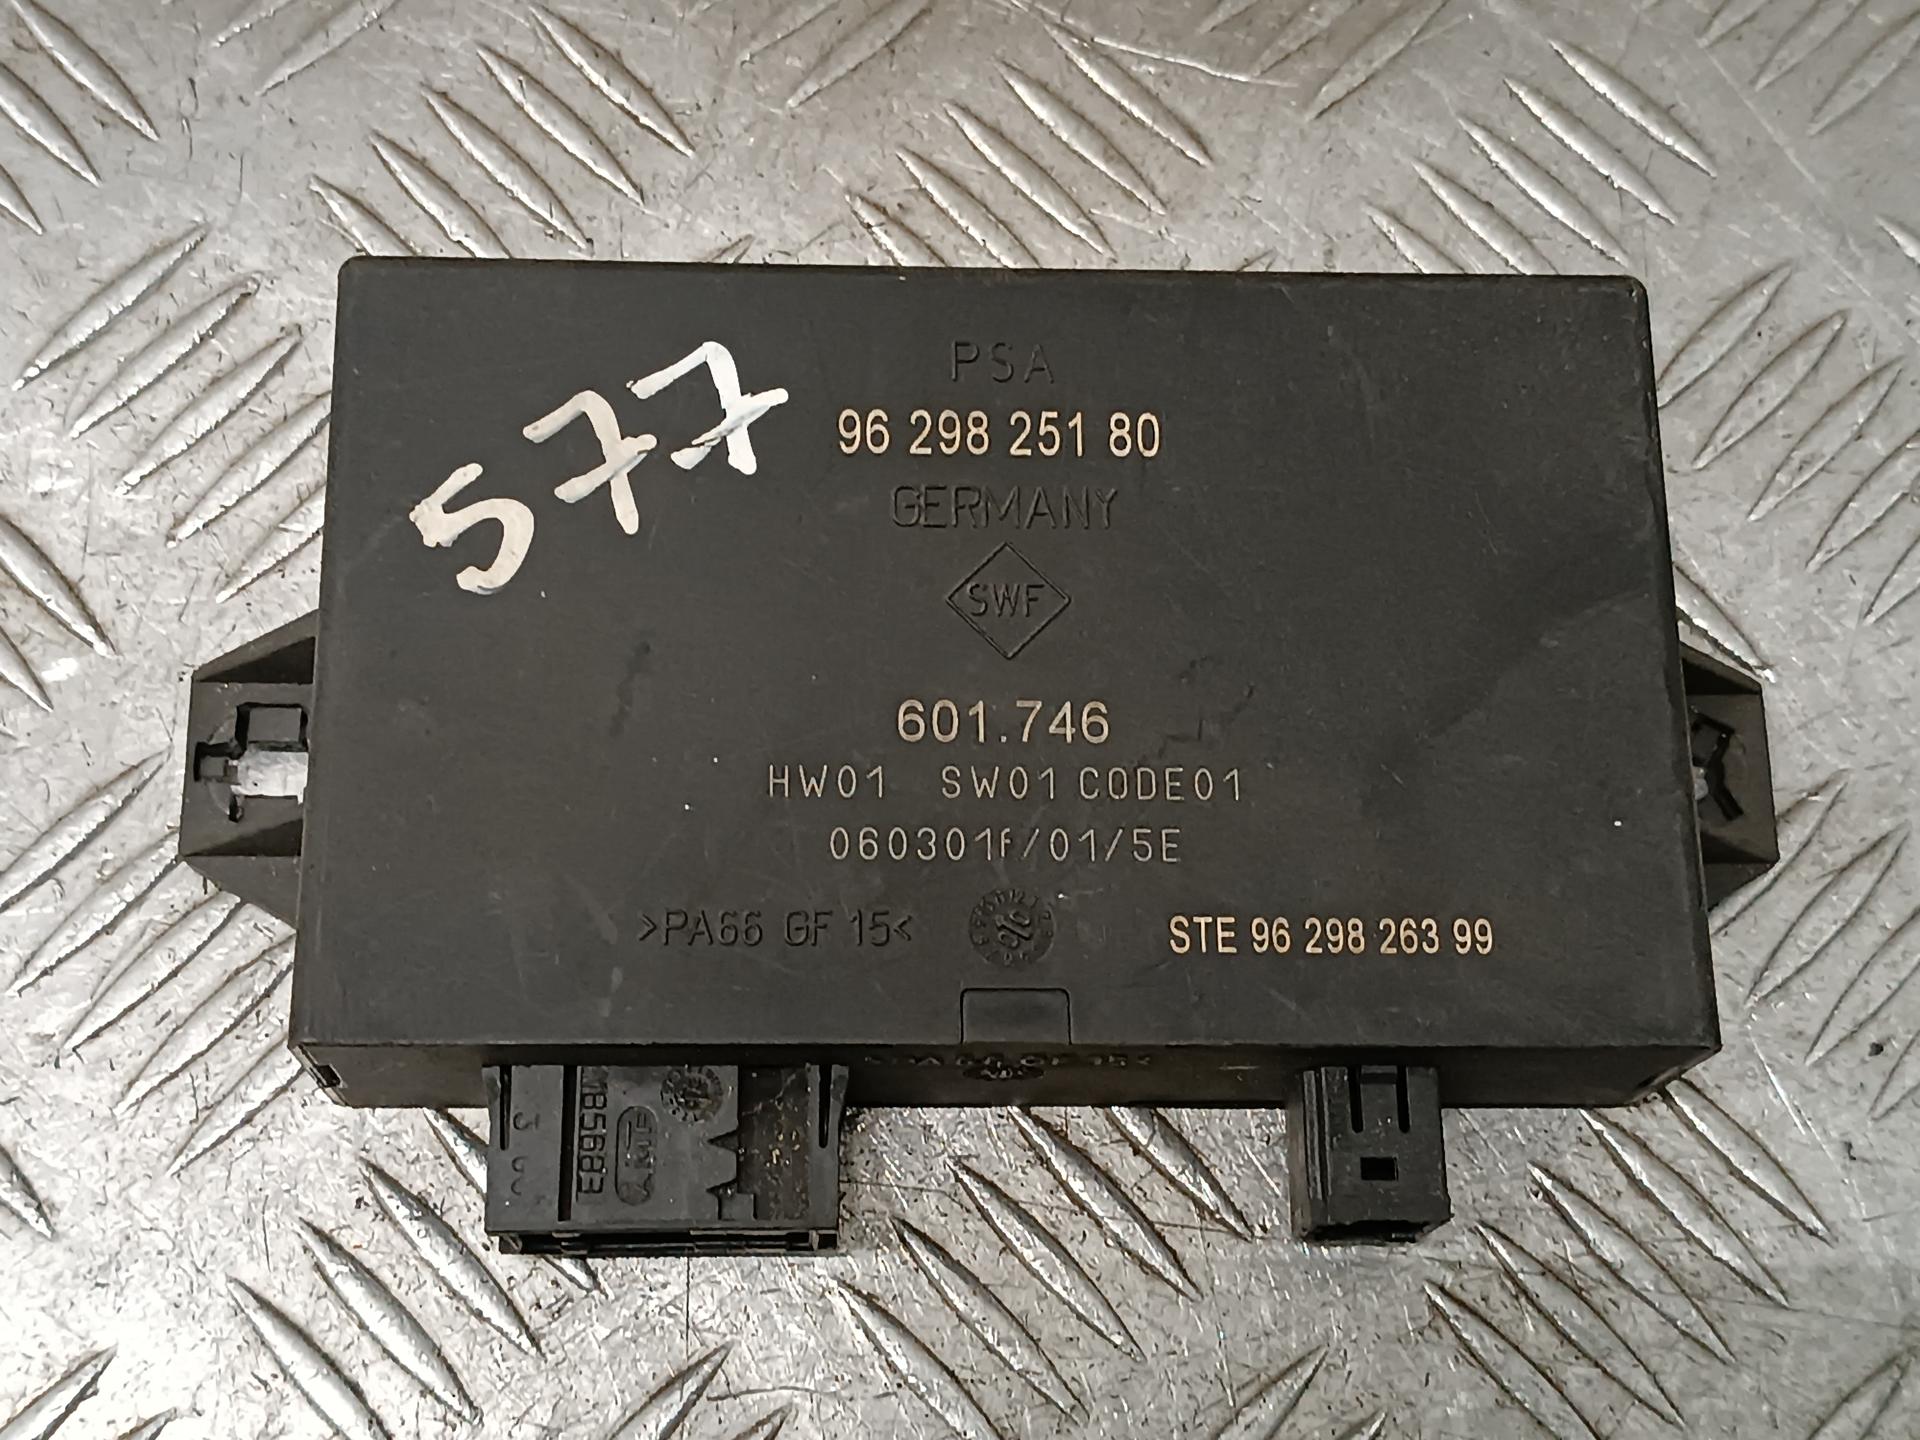 577
PSA
96 298 251 80
GERMANY
SWF
601.746
HW01 SW01 CODE01
060301F/01/5E
>PA66 GF 15<
STE 96 298 263 99
185683